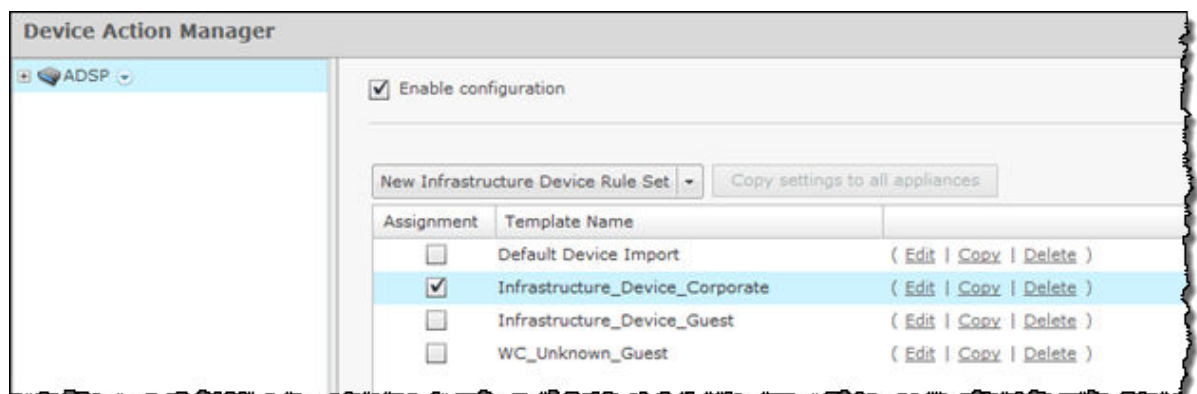 Device Action Manager
ADSP
Enable configuration
New Infrastructure Device Rule Set
Copy settings to all appliances
Assignment Template Name
Default Device Import ( Edit | Copy | Delete )
Infrastructure_Device_Corporate ( Edit | Copy | Delete )
Infrastructure_Device_Guest ( Edit | Copy | Delete )
WC_Unknown_Guest ( Edit | Copy | Delete )